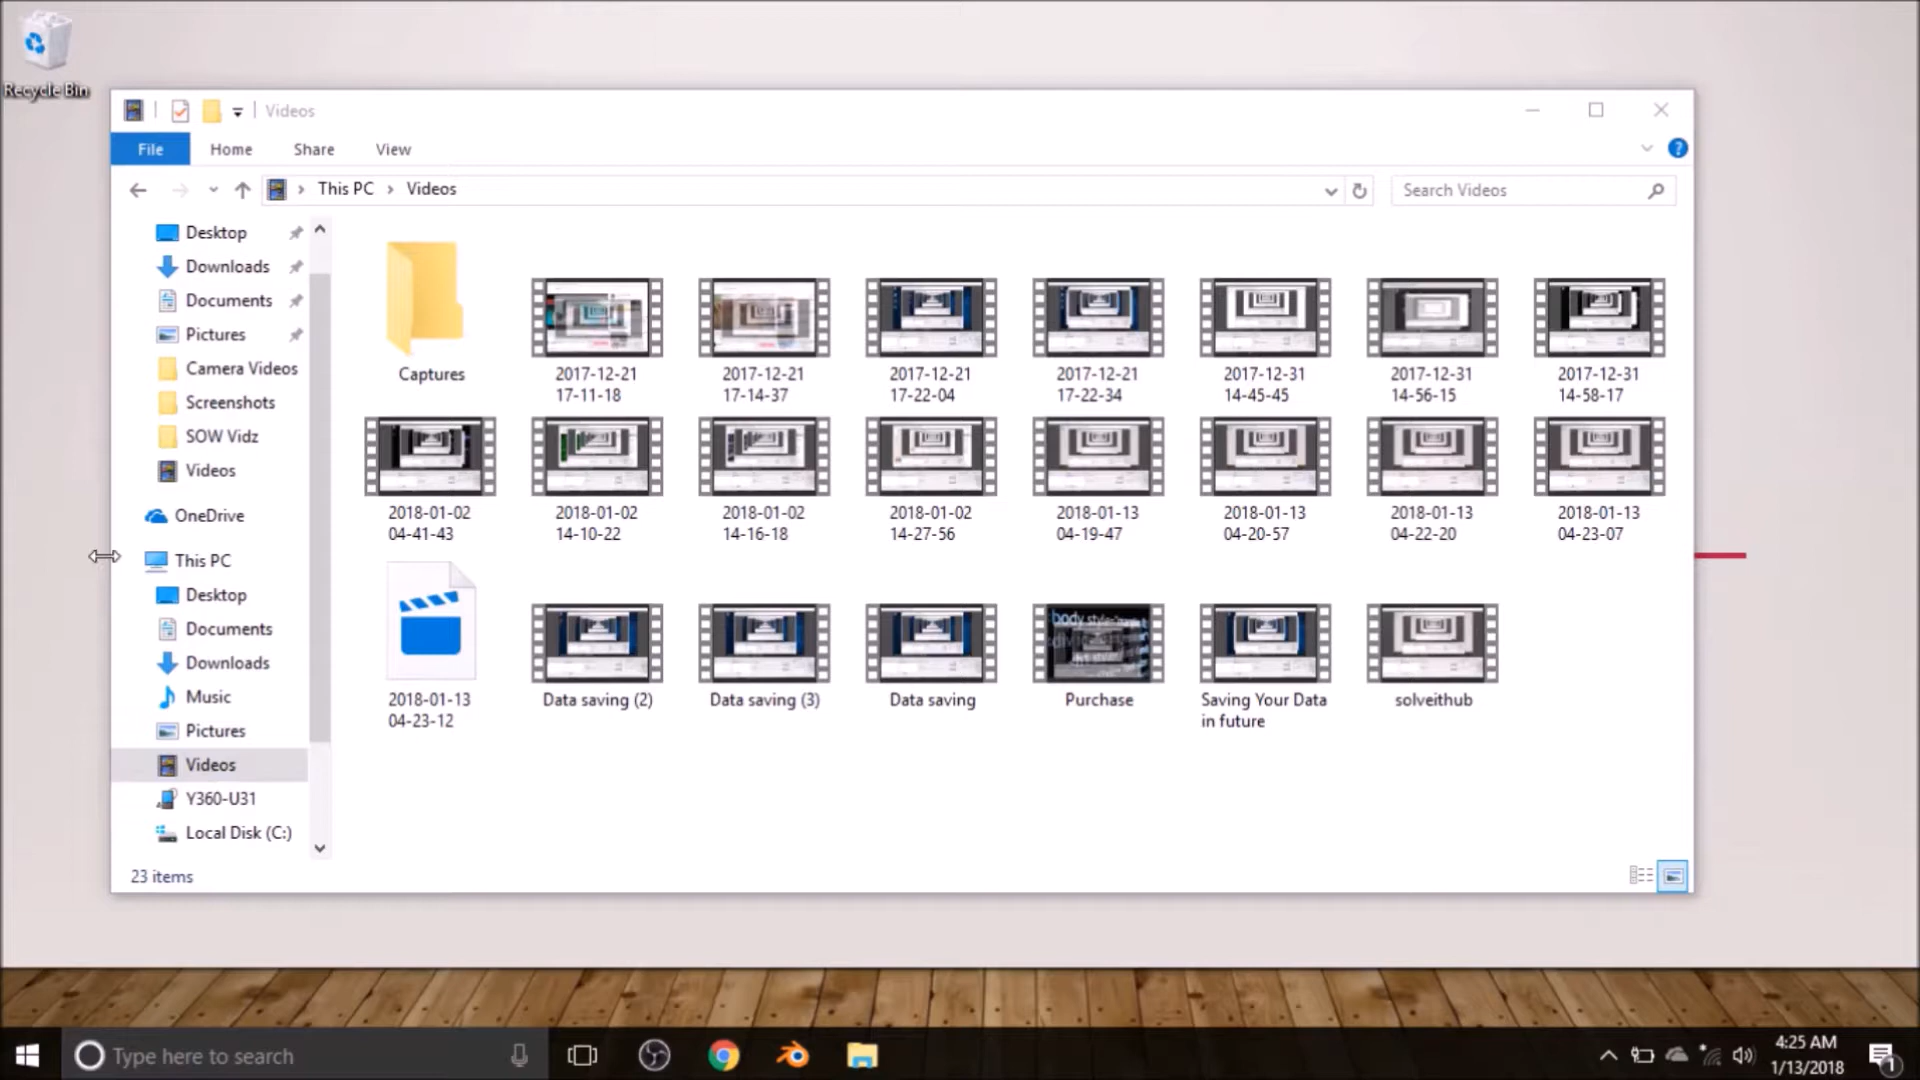 Recycle Bin
Videos
File
Home
Share
View
This PC
Videos
Search Videos
Desktop
Downloads
Documents
Pictures
Camera Videos
Screenshots
SOW Vidz
Videos
OneDrive
This PC
Desktop
Documents
Downloads
Music
Pictures
Videos
Y360-U31
Local Disk (C:)
Captures
2017-12-21
17-11-18
2017-12-21
17-14-37
2017-12-21
17-22-04
2017-12-21
17-22-34
2017-12-31
14-45-45
2017-12-31
14-56-15
2017-12-31
14-58-17
2018-01-02
04-41-43
2018-01-02
14-10-22
2018-01-02
14-16-18
2018-01-02
14-27-56
2018-01-13
04-19-47
2018-01-13
04-20-57
2018-01-13
04-22-20
2018-01-13
04-23-07
2018-01-13
04-23-12
Data saving (2)
Data saving (3)
Data saving
body style=
Purchase
Saving Your Data
in future
solveithub
23 items
Type here to search
4:25 AM
1/13/2018
1